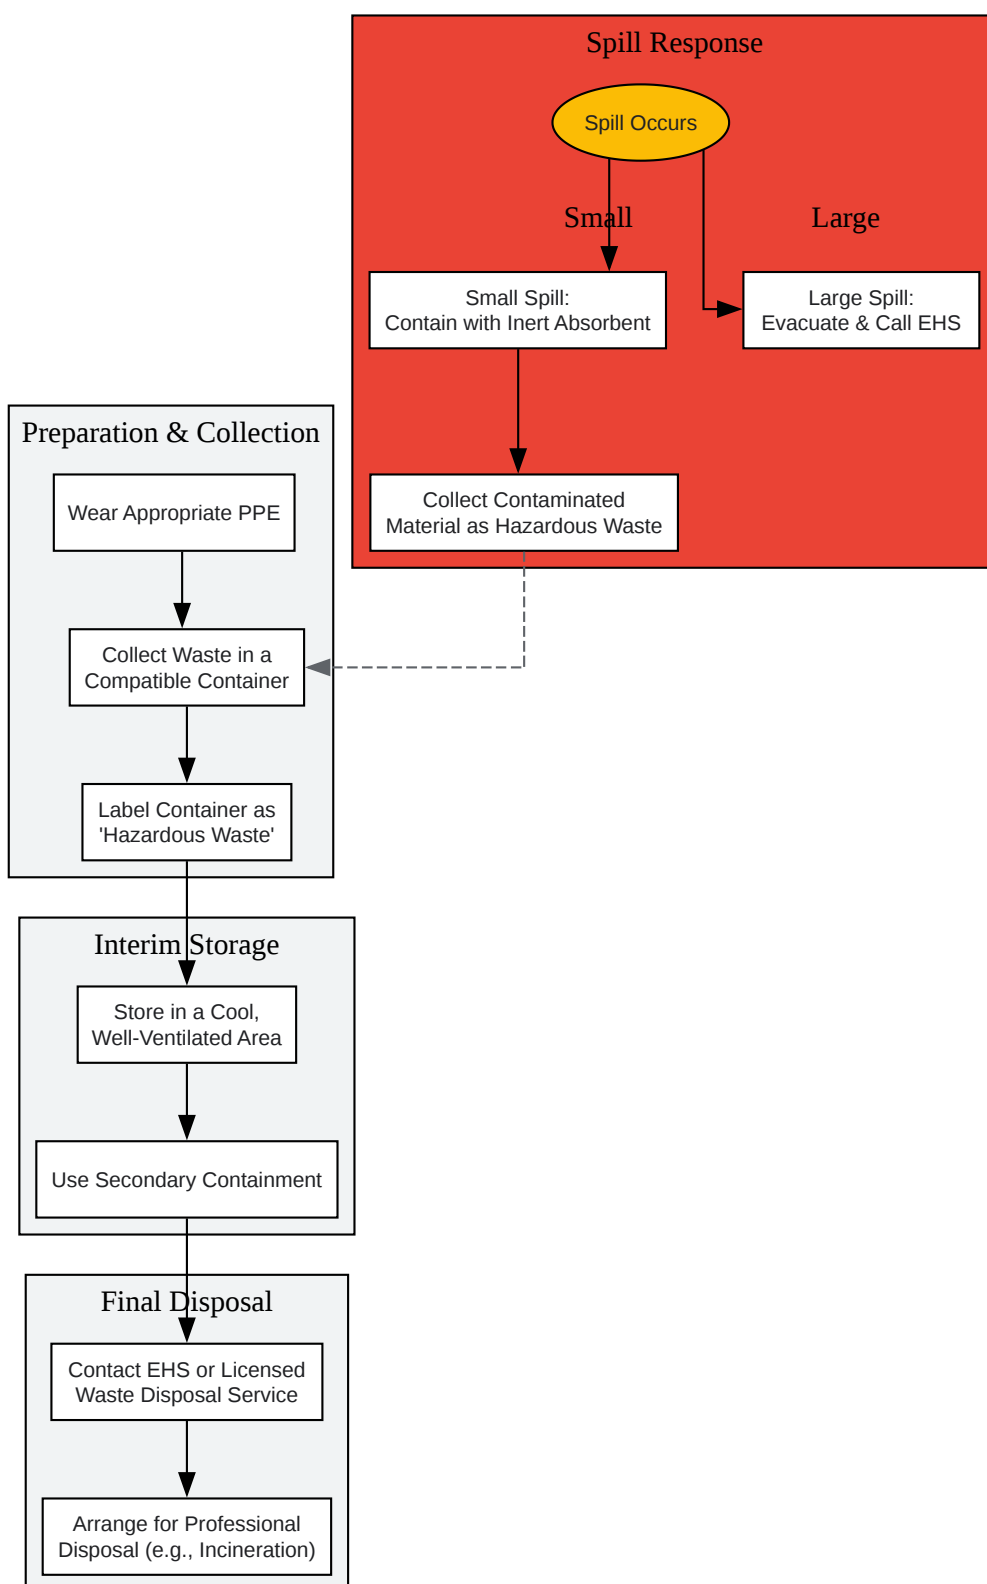 Spill Response
Spill Occurs
Small
Large
Small Spill:
Contain with Inert Absorbent
Large Spill:
Evacuate & Call EHS
Collect Contaminated
Material as Hazardous Waste
Preparation & Collection
Wear Appropriate PPE
Collect Waste in a
Compatible Container
Label Container as
'Hazardous Waste'
Interim Storage
Store in a Cool,
Well-Ventilated Area
Use Secondary Containment
Final Disposal
Contact EHS or Licensed
Waste Disposal Service
Arrange for Professional
Disposal (e.g., Incineration)